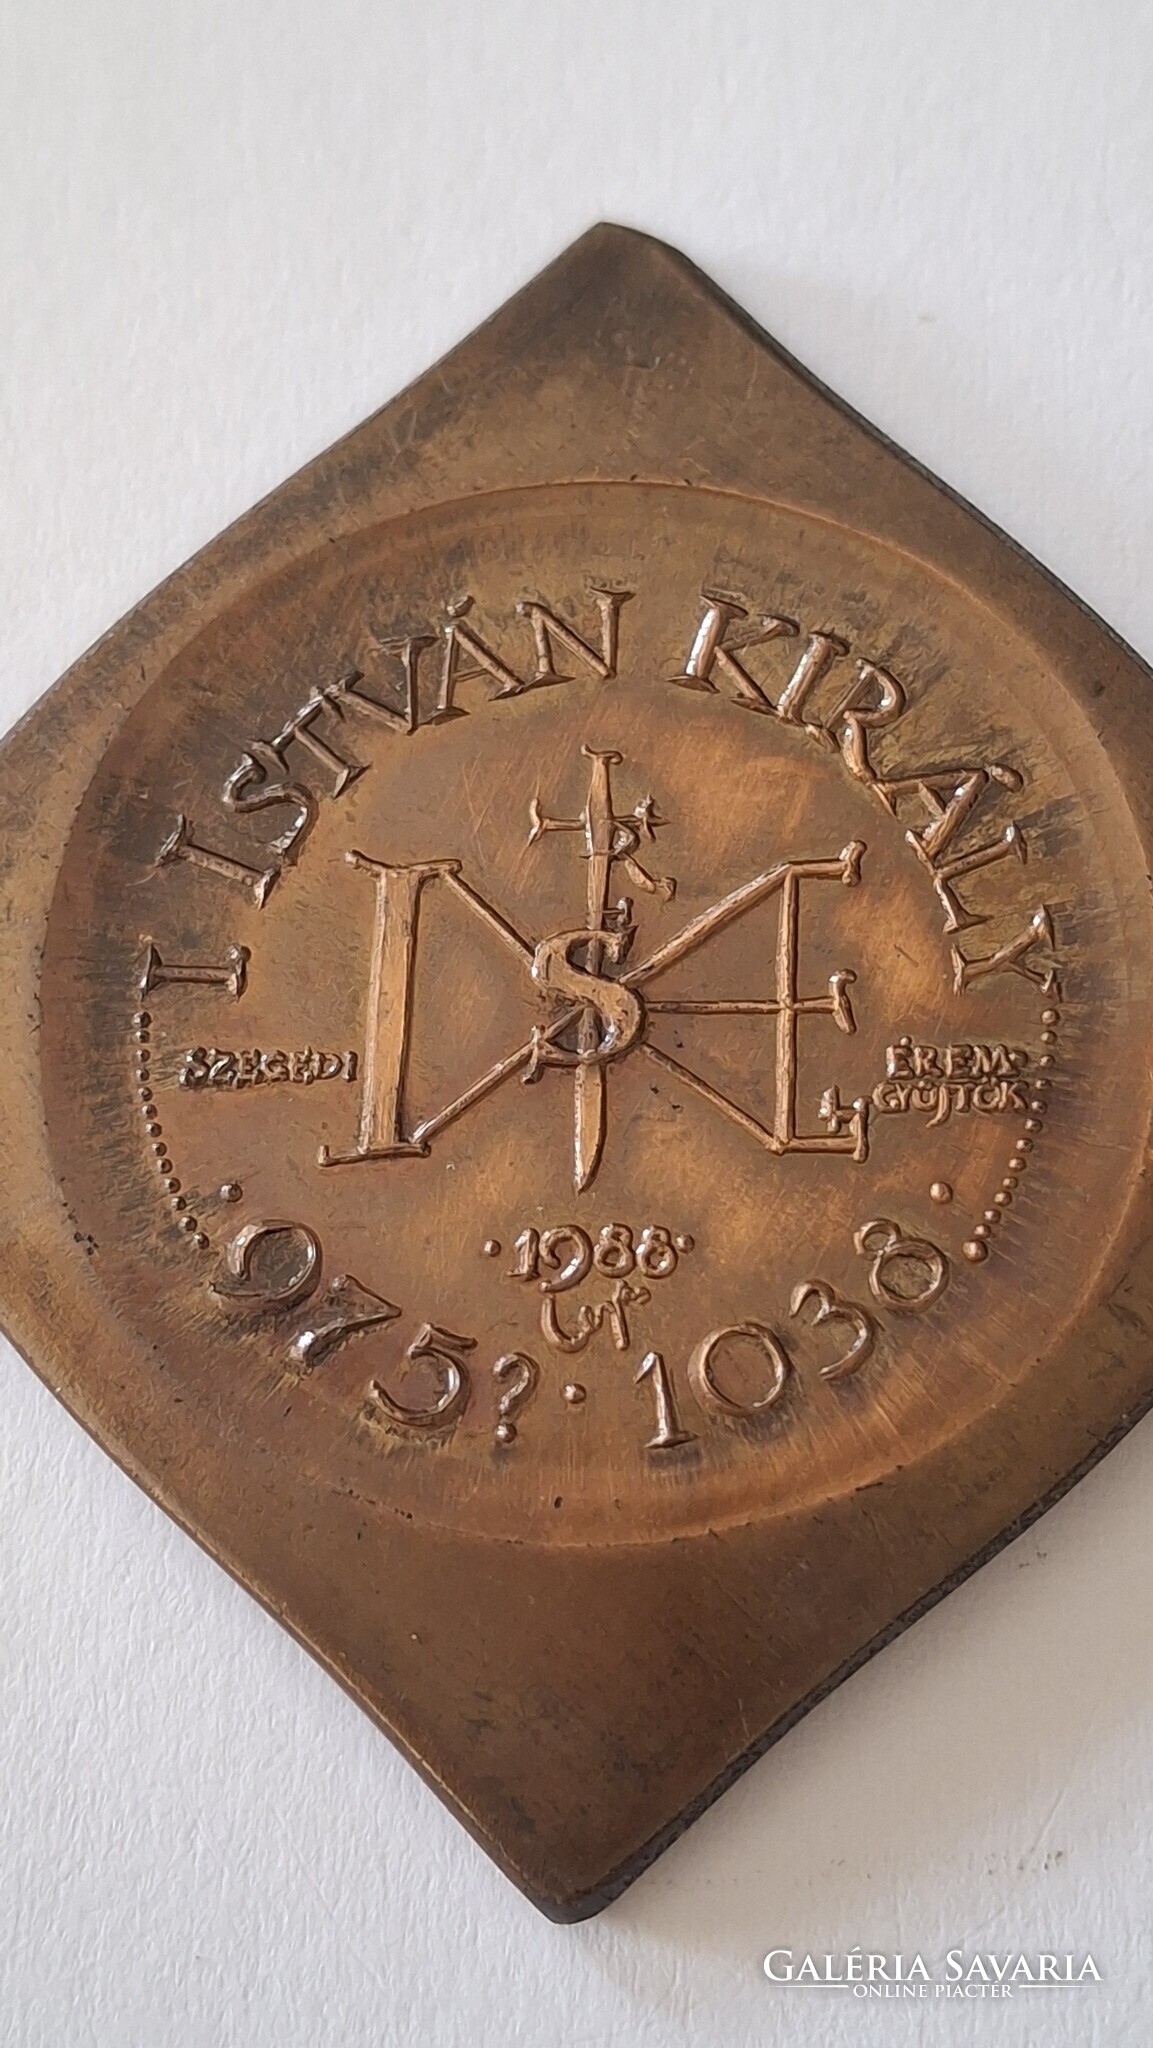 I. ISTVÁN KIRÁLY
SZEGEDI
ÉREM-
GYŰJTŐK
·1988·
·975?·1038·
GALÉRIA SAVARIA
ONLINE PIACTÉR